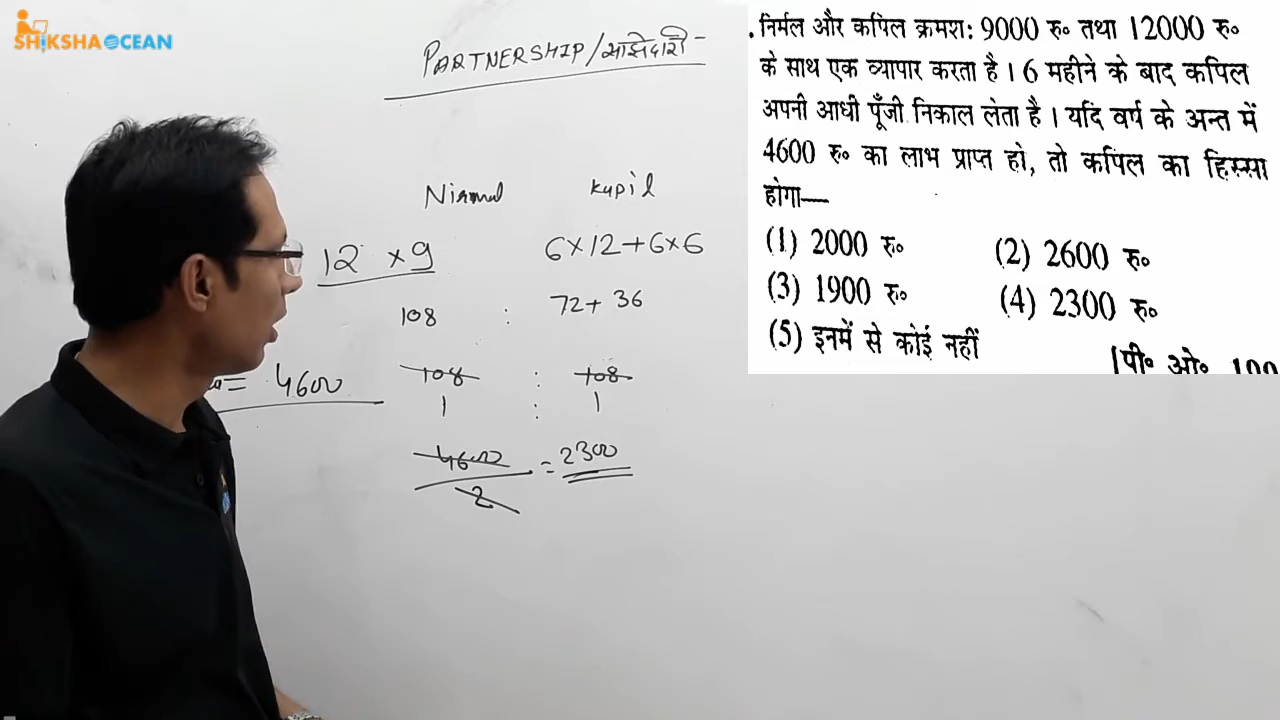 SHIKSHA OCEAN
PARTNERSHIP/साझेदारी-
Nirmal Kapil
12 × 9 6×12+6×6
108 : 72+ 36
= 4600 108 : 108
1 : 1
4600/2 = 2300
. निर्मल और कपिल क्रमश: 9000 रु० तथा 12000 रु०
के साथ एक व्यापार करता है । 6 महीने के बाद कपिल
अपनी आधी पूँजी निकाल लेता है । यदि वर्ष के अन्त में
4600 रु० का लाभ प्राप्त हो, तो कपिल का हिस्सा
होगा—
(1) 2000 रु० (2) 2600 रु०
(3) 1900 रु० (4) 2300 रु०
(5) इनमें से कोई नहीं
[पी० ओ०